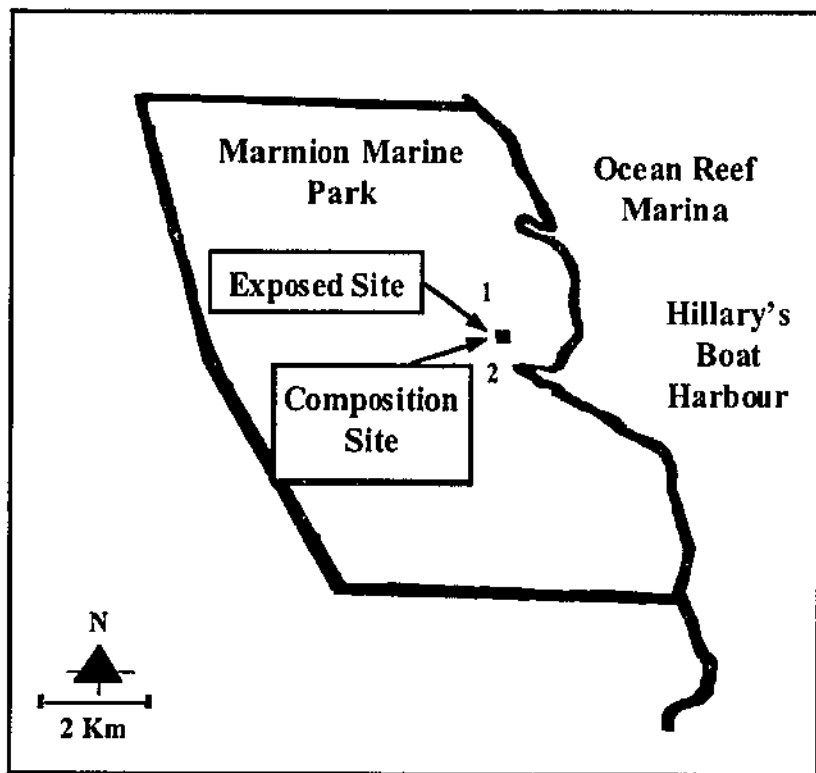 Marmion Marine
Park
Ocean Reef
Marina
Exposed Site
1
Hillary's
Boat
Harbour
2
Composition
Site
N
2 Km